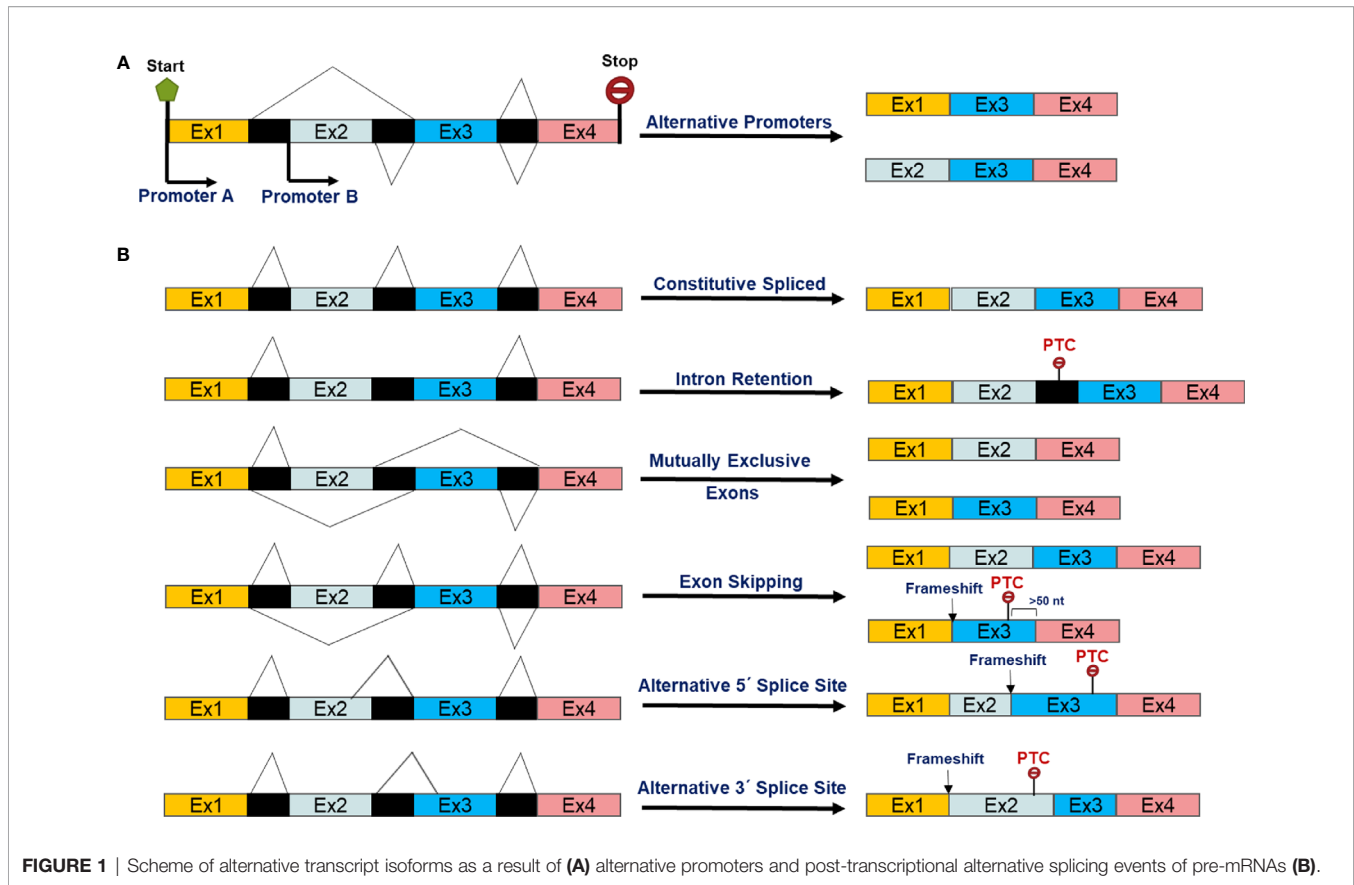 A
Start
Stop
Ex1 Ex2 Ex3 Ex4
Promoter A Promoter B
Alternative Promoters
Ex1 Ex3 Ex4
Ex2 Ex3 Ex4
B
Ex1 Ex2 Ex3 Ex4
Constitutive Spliced
Ex1 Ex2 Ex3 Ex4
Ex1 Ex2 Ex3 Ex4
Intron Retention
PTC
Ex1 Ex2 Ex3 Ex4
Ex1 Ex2 Ex3 Ex4
Mutually Exclusive
Exons
Ex1 Ex2 Ex4
Ex1 Ex3 Ex4
Ex1 Ex2 Ex3 Ex4
Exon Skipping
Ex1 Ex2 Ex3 Ex4
Frameshift PTC
>50 nt
Ex1 Ex3 Ex4
Ex1 Ex2 Ex3 Ex4
Alternative 5´ Splice Site
Frameshift PTC
Ex1 Ex2 Ex3 Ex4
Ex1 Ex2 Ex3 Ex4
Alternative 3´ Splice Site
Frameshift PTC
Ex1 Ex2 Ex3 Ex4
FIGURE 1 | Scheme of alternative transcript isoforms as a result of (A) alternative promoters and post-transcriptional alternative splicing events of pre-mRNAs (B).